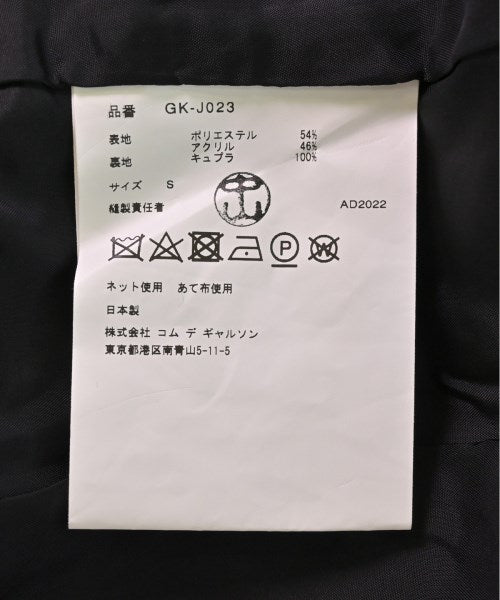 品番 GK-J023
表地 ポリエステル 54%
アクリル 46%
裏地 キュプラ 100%
サイズ S
縫製責任者 AD2022
P W
ネット使用 あて布使用
日本製
株式会社 コム デ ギャルソン
東京都港区南青山5-11-5